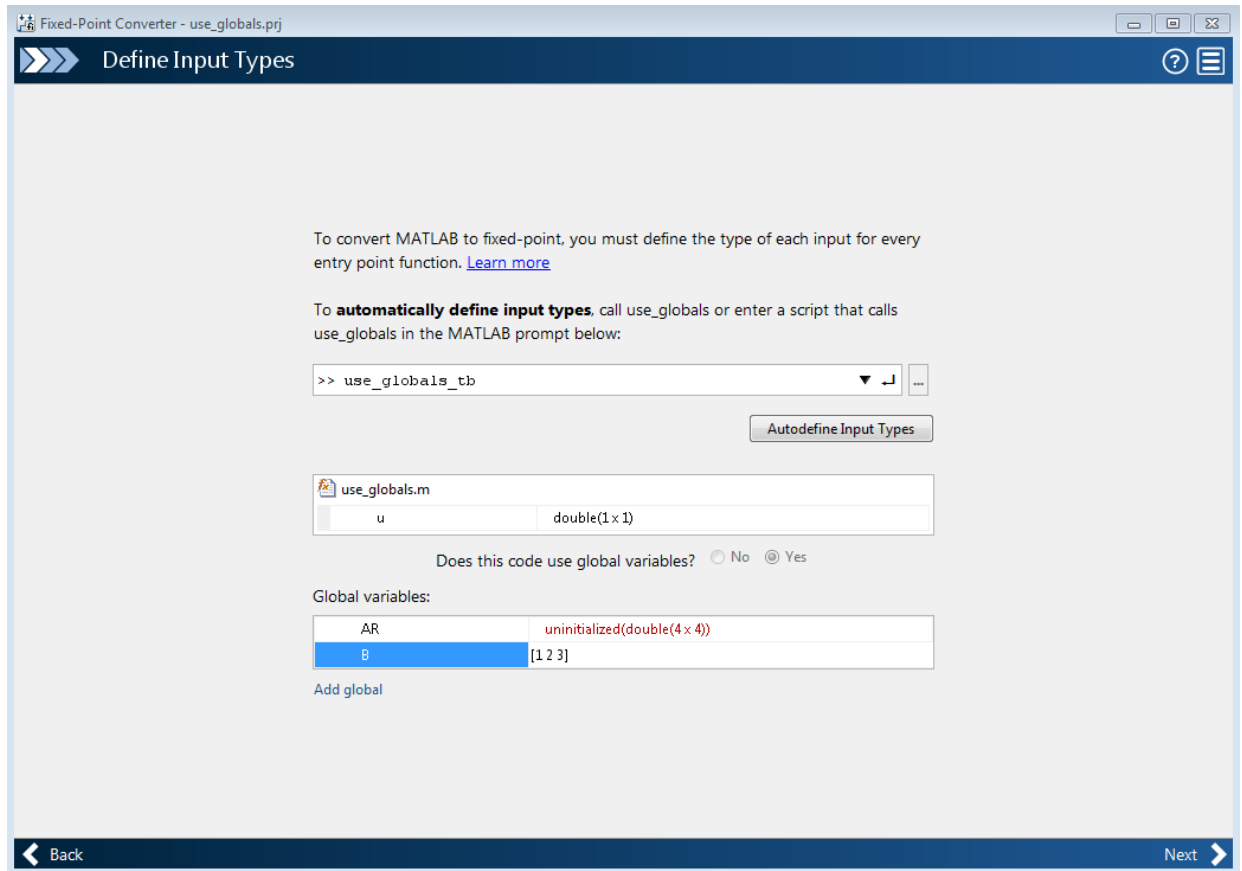 Fixed-Point Converter - use_globals.prj
Define Input Types
?
To convert MATLAB to fixed-point, you must define the type of each input for every
entry point function. Learn more
To automatically define input types, call use_globals or enter a script that calls
use_globals in the MATLAB prompt below:
>> use_globals_tb
...
Autodefine Input Types
use_globals.m
u double(1 x 1)
Does this code use global variables? No Yes
Global variables:
AR uninitialized(double(4 x 4))
B [1 2 3]
Add global
Back Next